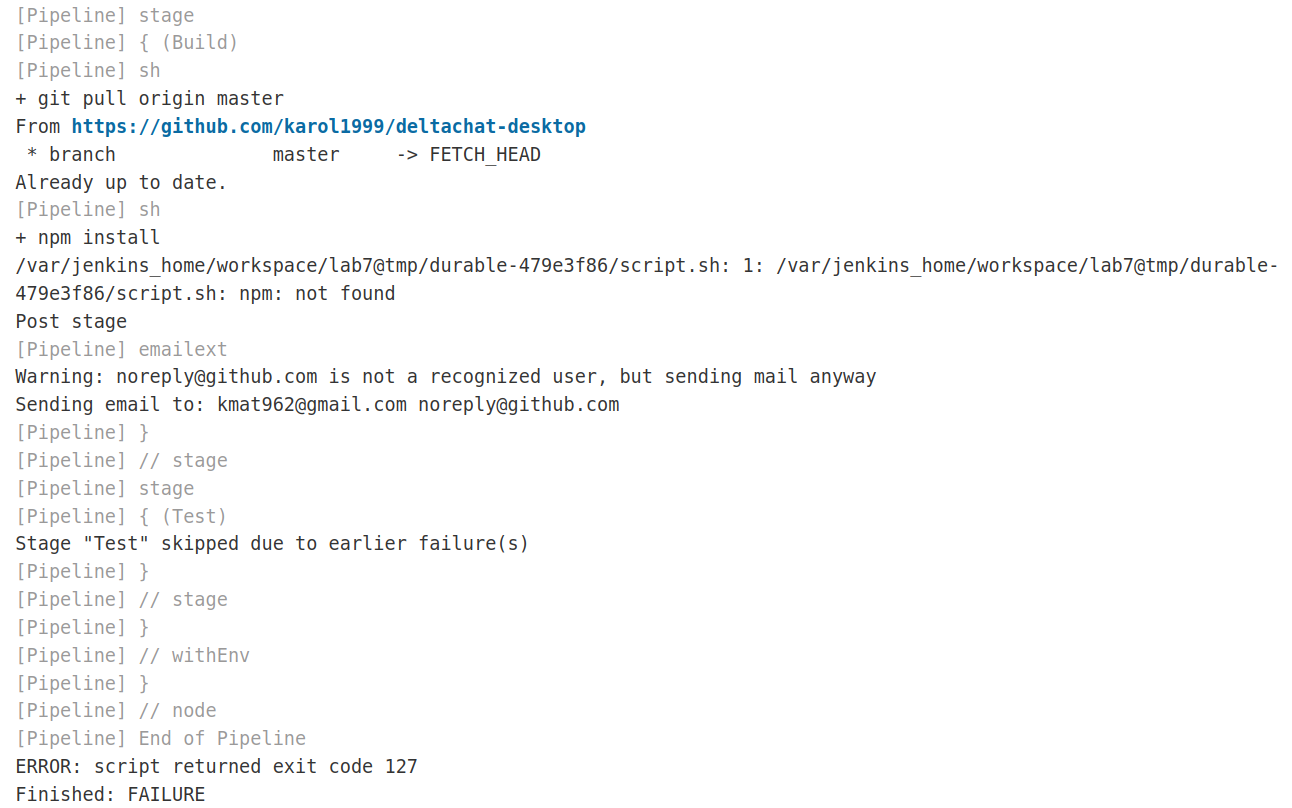 [Pipeline] stage
[Pipeline] { (Build)
[Pipeline] sh
+ git pull origin master
From https://github.com/karol1999/deltachat-desktop
 * branch              master     -> FETCH_HEAD
Already up to date.
[Pipeline] sh
+ npm install
/var/jenkins_home/workspace/lab7@tmp/durable-479e3f86/script.sh: 1: /var/jenkins_home/workspace/lab7@tmp/durable-
479e3f86/script.sh: npm: not found
Post stage
[Pipeline] emailext
Warning: noreply@github.com is not a recognized user, but sending mail anyway
Sending email to: kmat962@gmail.com noreply@github.com
[Pipeline] }
[Pipeline] // stage
[Pipeline] stage
[Pipeline] { (Test)
Stage "Test" skipped due to earlier failure(s)
[Pipeline] }
[Pipeline] // stage
[Pipeline] }
[Pipeline] // withEnv
[Pipeline] }
[Pipeline] // node
[Pipeline] End of Pipeline
ERROR: script returned exit code 127
Finished: FAILURE